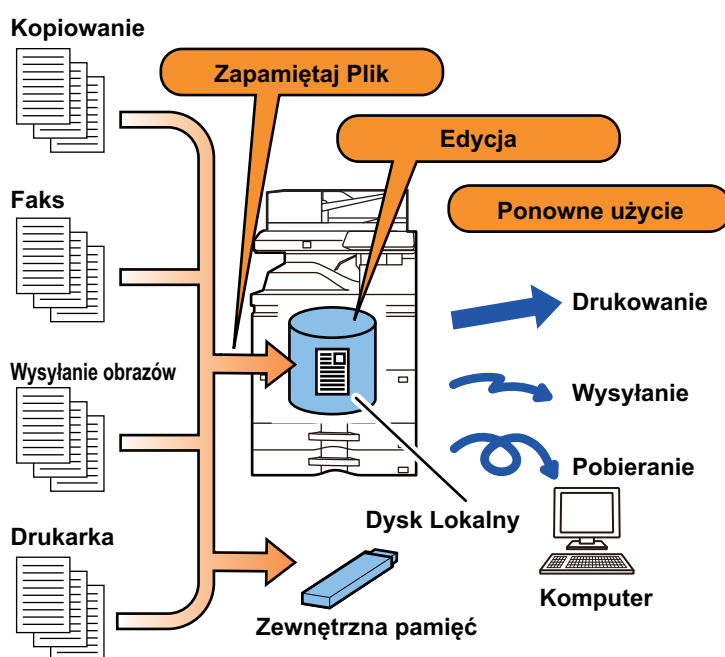 Kopiowanie
Zapamiętaj Plik
Edycja
Faks
Ponowne użycie
Drukowanie
Wysyłanie obrazów
Wysyłanie
Pobieranie
Dysk Lokalny
Drukarka
Komputer
Zewnętrzna pamięć